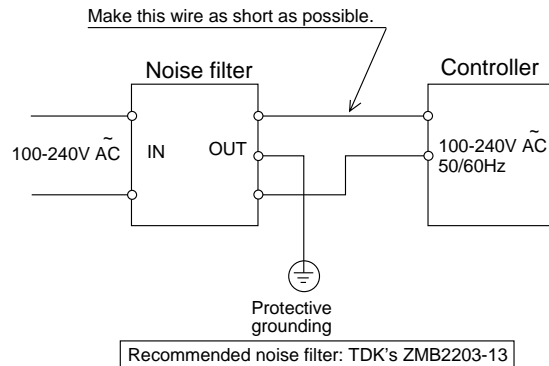 Make this wire as short as possible.
Noise filter
Controller
100-240V AC
~
IN
OUT
100-240V AC
~
50/60Hz
Protective
grounding
Recommended noise filter: TDK's ZMB2203-13